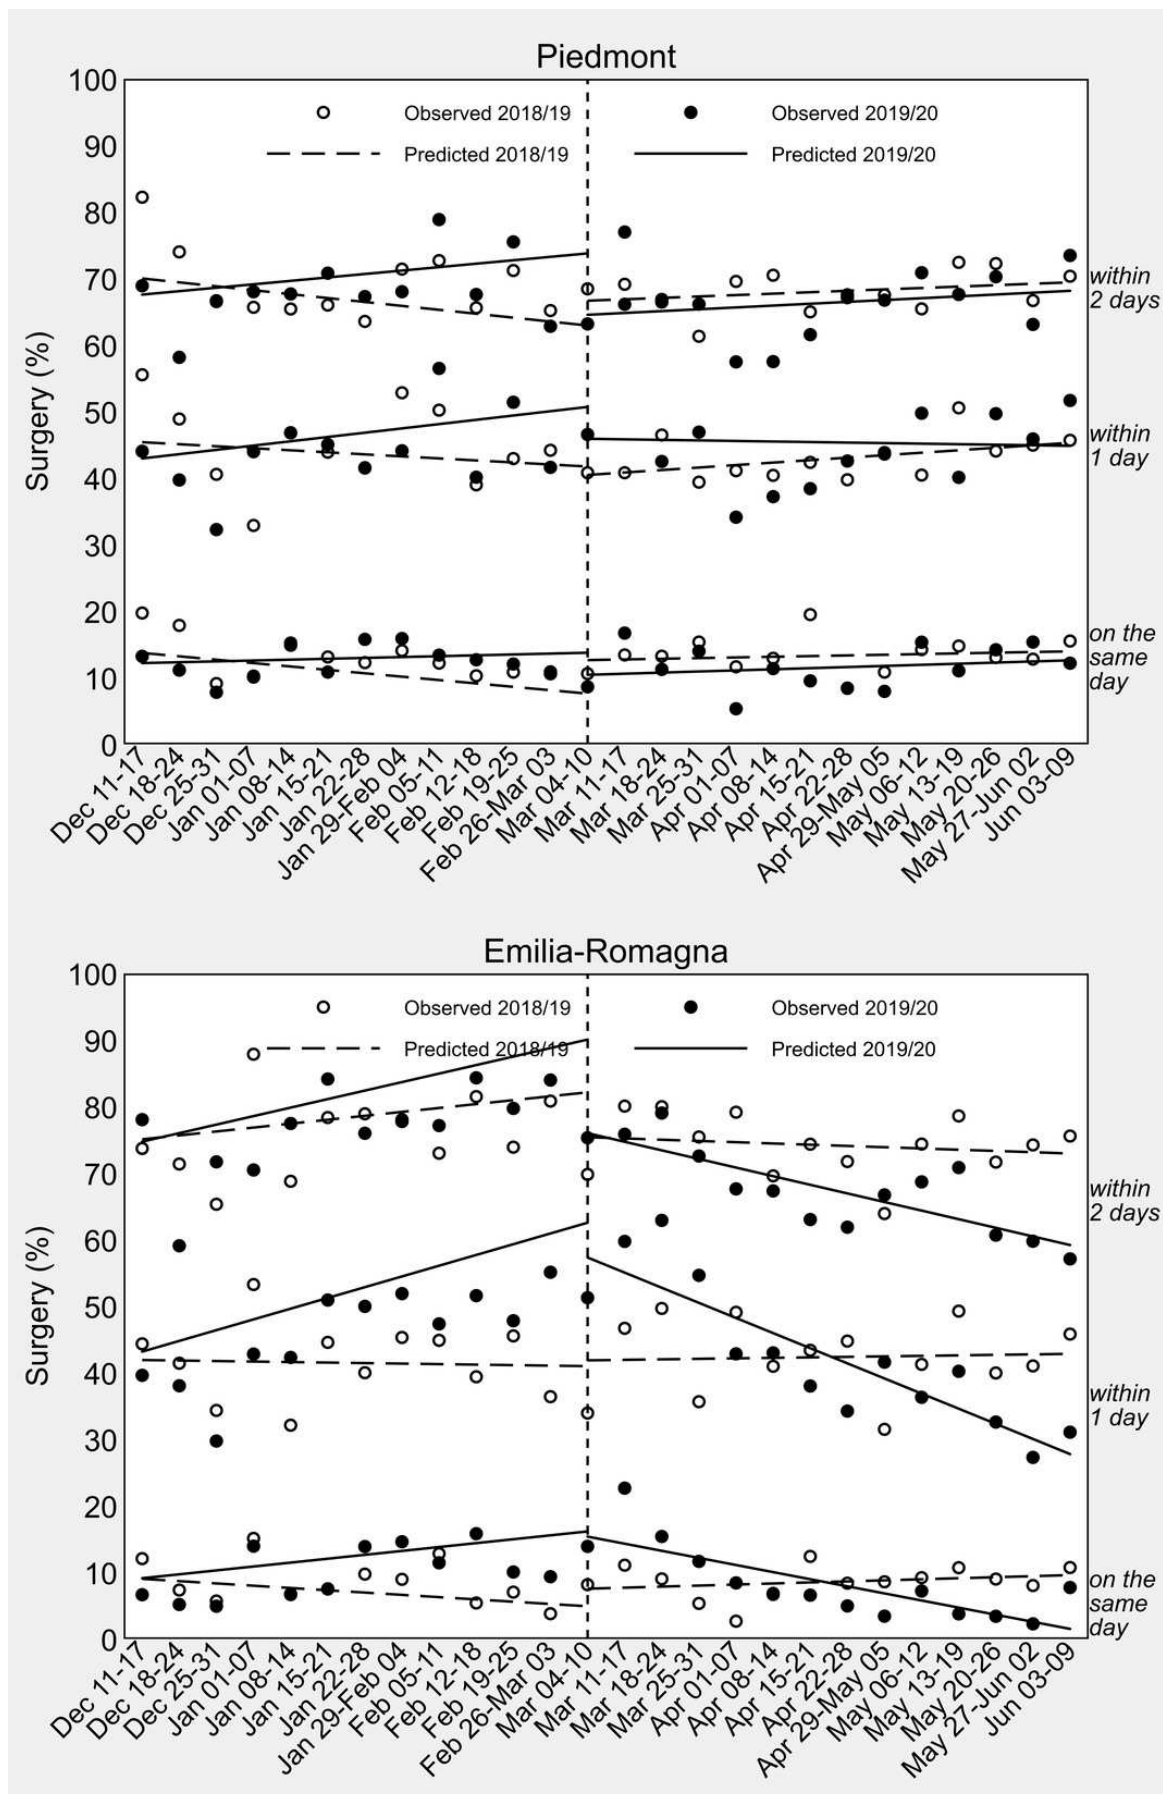 Piedmont
100
90
80
70
60
50
40
30
20
10
0
Surgery (%)
Observed 2018/19
Observed 2019/20
Predicted 2018/19
Predicted 2019/20
within
2 days
within
1 day
on the
same
day
Dec 11-17
Dec 18-24
Dec 25-31
Jan 01-07
Jan 08-14
Jan 15-21
Jan 22-28
Jan 29-Feb 04
Feb 05-11
Feb 12-18
Feb 19-25
Feb 26-Mar 03
Mar 04-10
Mar 11-17
Mar 18-24
Mar 25-31
Apr 01-07
Apr 08-14
Apr 15-21
Apr 22-28
Apr 29-May 05
May 06-12
May 13-19
May 20-26
May 27-Jun 02
Jun 03-09
Emilia-Romagna
100
90
80
70
60
50
40
30
20
10
0
Surgery (%)
Observed 2018/19
Observed 2019/20
Predicted 2018/19
Predicted 2019/20
within
2 days
within
1 day
on the
same
day
Dec 11-17
Dec 18-24
Dec 25-31
Jan 01-07
Jan 08-14
Jan 15-21
Jan 22-28
Jan 29-Feb 04
Feb 05-11
Feb 12-18
Feb 19-25
Feb 26-Mar 03
Mar 04-10
Mar 11-17
Mar 18-24
Mar 25-31
Apr 01-07
Apr 08-14
Apr 15-21
Apr 22-28
Apr 29-May 05
May 06-12
May 13-19
May 20-26
May 27-Jun 02
Jun 03-09